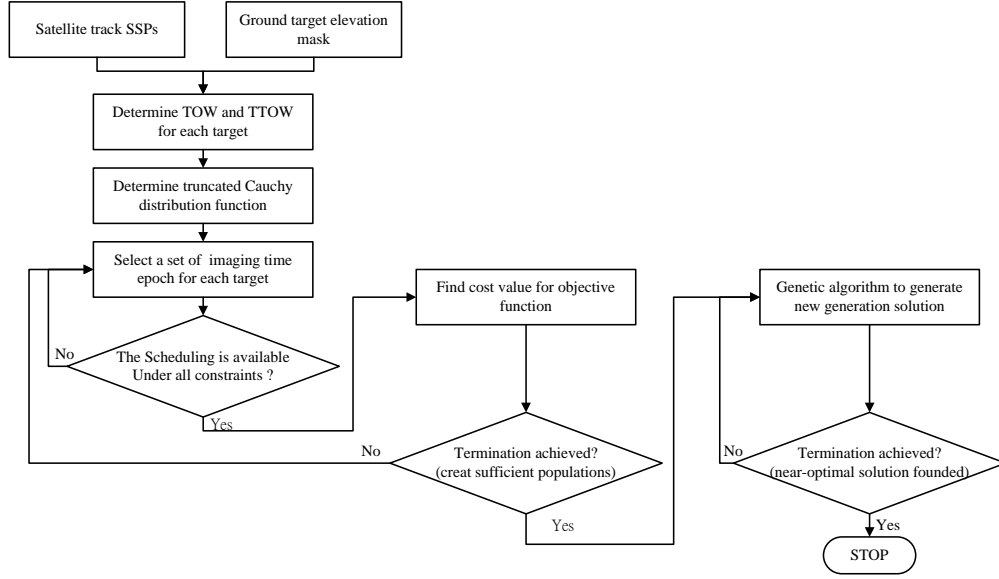 Satellite track SSPs
Ground target elevation
mask
Determine TOW and TTOW
for each target
Determine truncated Cauchy
distribution function
Select a set of imaging time
epoch for each target
No
The Scheduling is available
Under all constraints ?
Yes
Find cost value for objective
function
No
Termination achieved?
(creat sufficient populations)
Yes
Genetic algorithm to generate
new generation solution
No
Termination achieved?
(near-optimal solution founded)
Yes
STOP